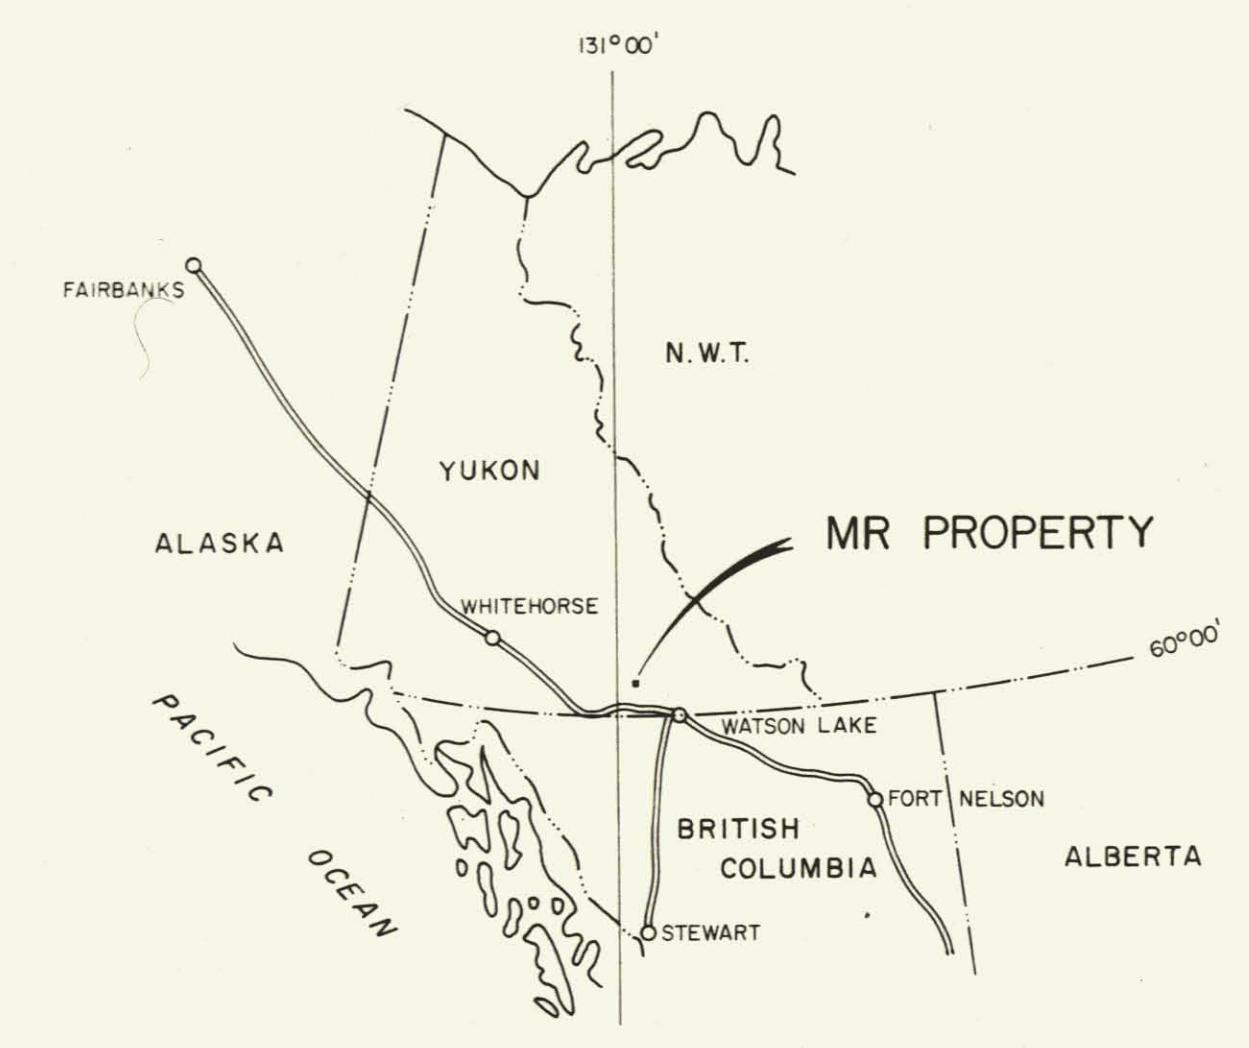 131°00'
FAIRBANKS
N.W.T.
YUKON
MR PROPERTY
ALASKA
WHITEHORSE
60°00'
PACIFIC
OCEAN
WATSON LAKE
FORT NELSON
BRITISH
COLUMBIA
ALBERTA
STEWART